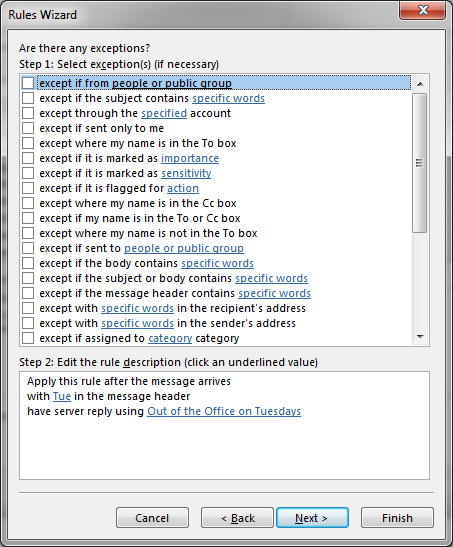 Rules Wizard
Are there any exceptions?
Step 1: Select exception(s) (if necessary)
except if from people or public group
except if the subject contains specific words
except through the specified account
except if sent only to me
except where my name is in the To box
except if it is marked as importance
except if it is marked as sensitivity
except if it is flagged for action
except where my name is in the Cc box
except if my name is in the To or Cc box
except where my name is not in the To box
except if sent to people or public group
except if the body contains specific words
except if the subject or body contains specific words
except if the message header contains specific words
except with specific words in the recipient's address
except with specific words in the sender's address
except if assigned to category category
Step 2: Edit the rule description (click an underlined value)
Apply this rule after the message arrives
with Tue in the message header
have server reply using Out of the Office on Tuesdays
Cancel < Back Next > Finish